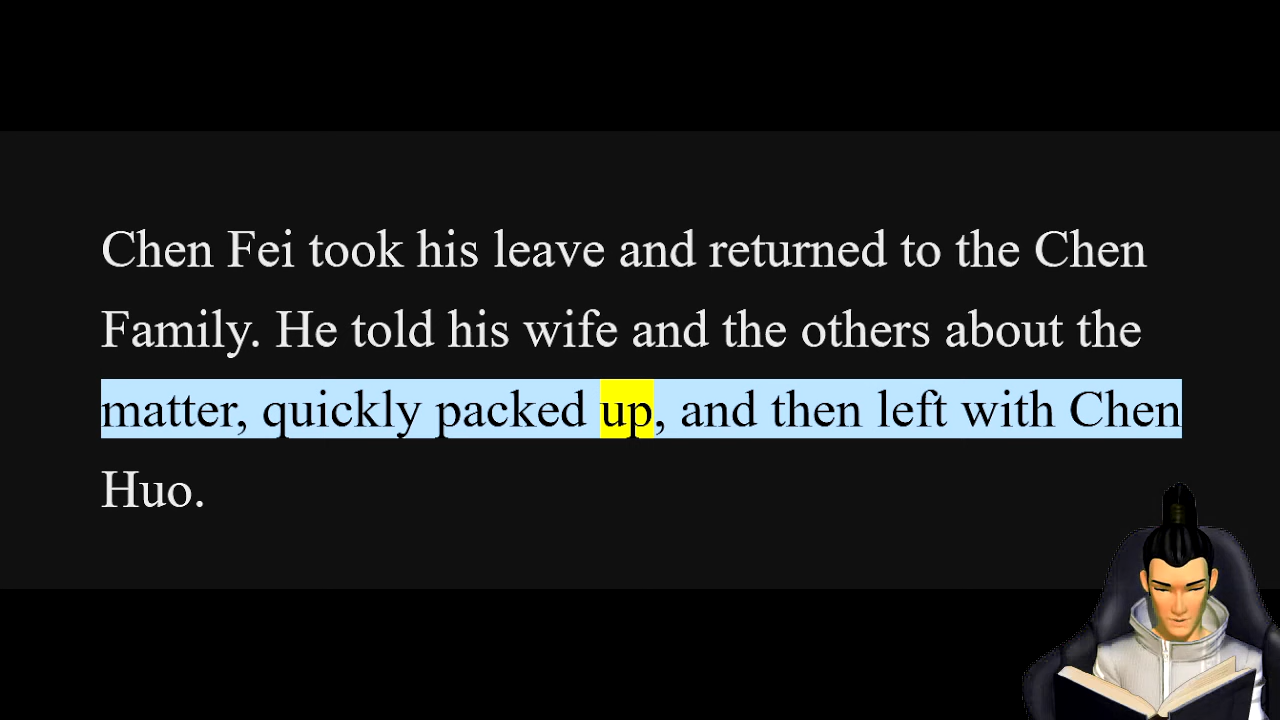 Chen Fei took his leave and returned to the Chen
Family. He told his wife and the others about the
matter, quickly packed up, and then left with Chen
Huo.